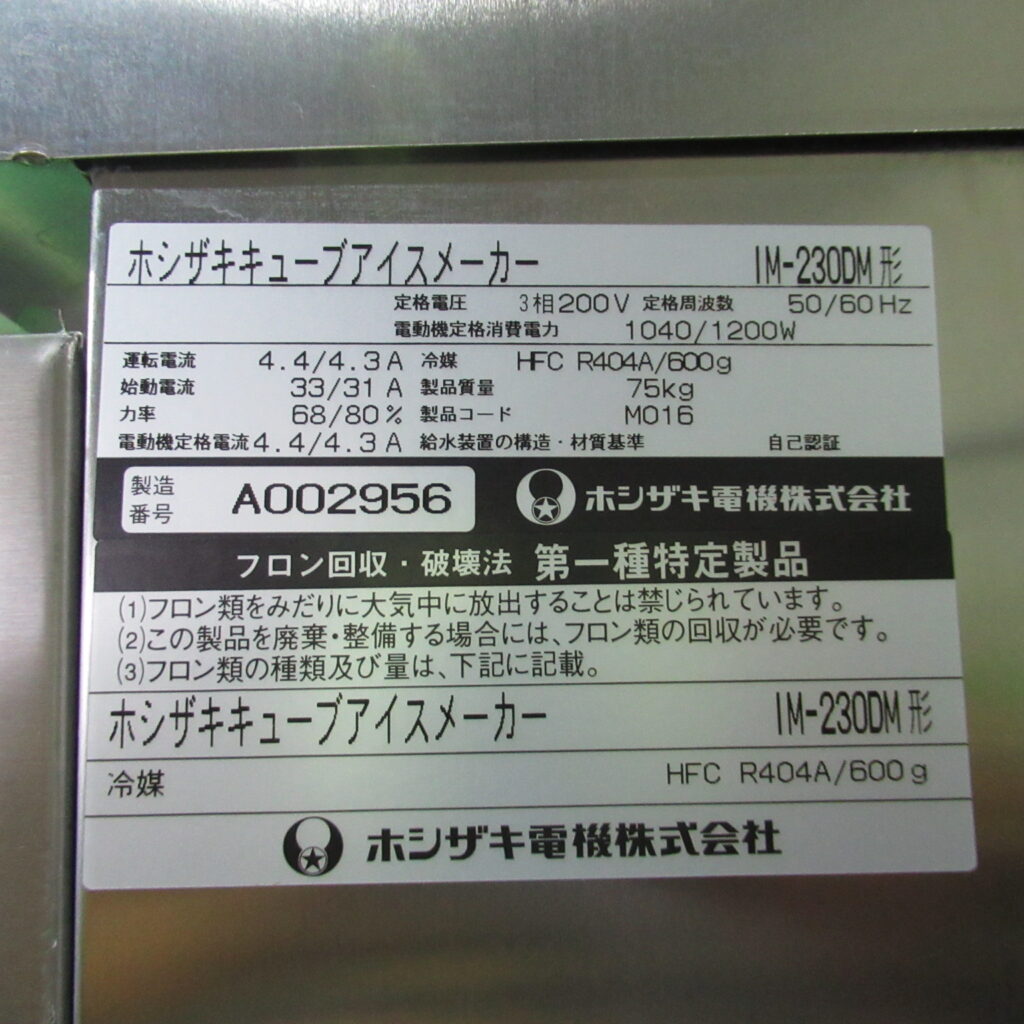 ホシザキキューブアイスメーカー IM-230DM形
定格電圧 3相200V 定格周波数 50/60Hz
電動機定格消費電力 1040/1200W
運転電流 4.4/4.3A 冷媒 HFC R404A/600g
始動電流 33/31A 製品質量 75kg
力率 68/80% 製品コード M016
電動機定格電流 4.4/4.3A 給水装置の構造・材質基準 自己認証
製造番号 A002956 ホシザキ電機株式会社
フロン回収・破壊法 第一種特定製品
(1)フロン類をみだりに大気中に放出することは禁じられています。
(2)この製品を廃棄・整備する場合には、フロン類の回収が必要です。
(3)フロン類の種類及び量は、下記に記載。
ホシザキキューブアイスメーカー IM-230DM形
冷媒 HFC R404A/600g
ホシザキ電機株式会社